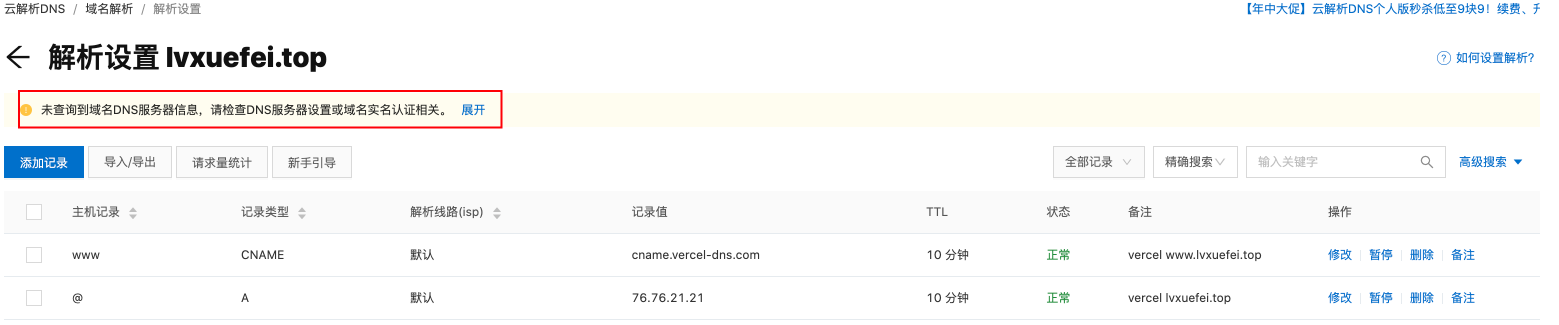 云解析DNS / 域名解析 / 解析设置
【年中大促】云解析DNS个人版秒杀低至9块9！续费、
解析设置 lvxuefei.top
如何设置解析?
未查询到域名DNS服务器信息，请检查DNS服务器设置或域名实名认证相关。 展开
添加记录 导入/导出 请求量统计 新手引导 全部记录 精确搜索 输入关键字 高级搜索
主机记录 记录类型 解析线路(isp) 记录值 TTL 状态 备注 操作
www CNAME 默认 cname.vercel-dns.com 10 分钟 正常 vercel www.lvxuefei.top 修改 暂停 删除 备注
@ A 默认 76.76.21.21 10 分钟 正常 vercel lvxuefei.top 修改 暂停 删除 备注